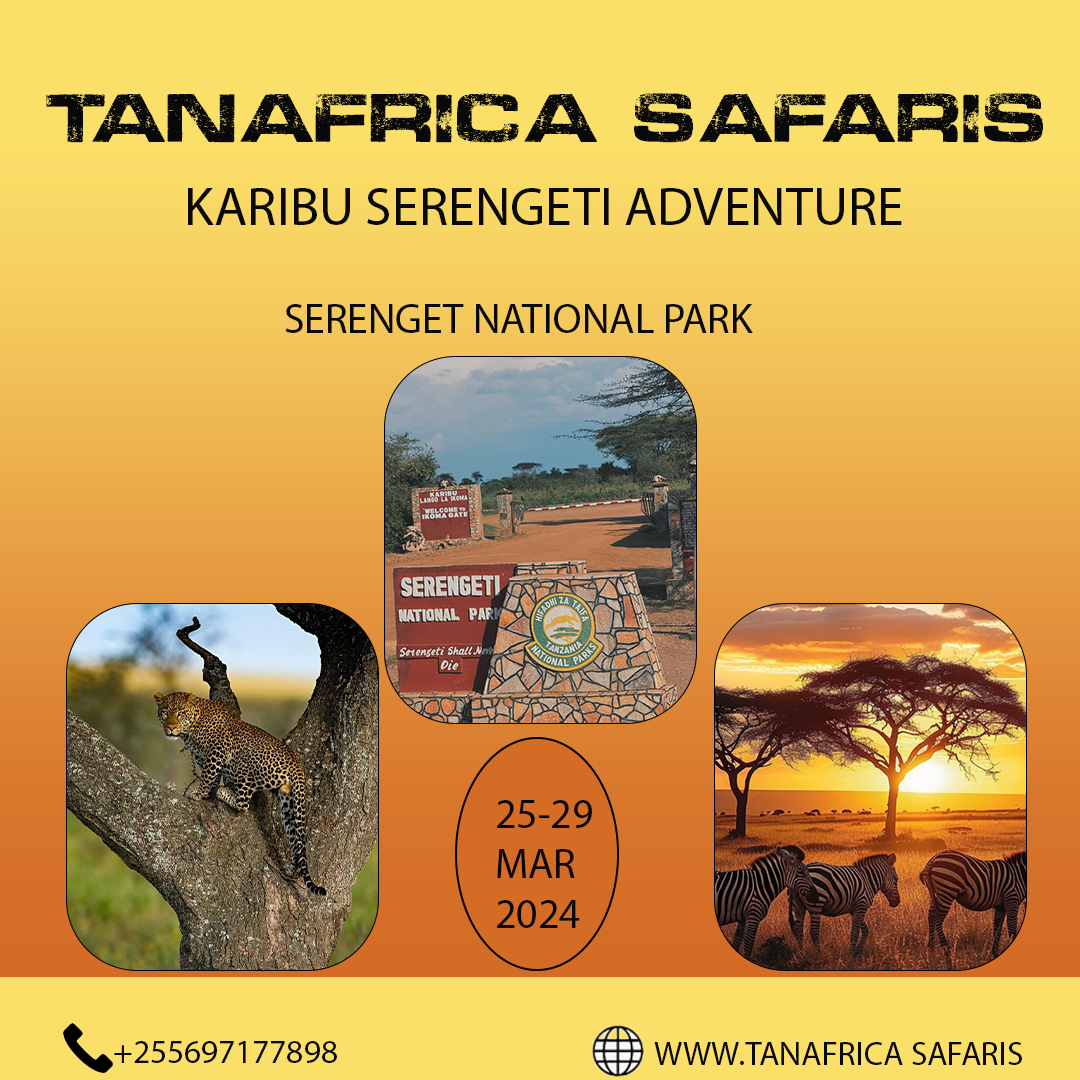 TANAFRICA SAFARIS
KARIBU SERENGETI ADVENTURE
SERENGET NATIONAL PARK
KARIBU
LANGO LA IKOMA
WELCOME TO
IKOMA GATE
SERENGETI
NATIONAL PARK
Serengeti Shall
Die
HIFADHI ZA TAIFA
TANZANIA
NATIONAL PARKS
25-29
MAR
2024
+255697177898
WWW.TANAFRICA SAFARIS